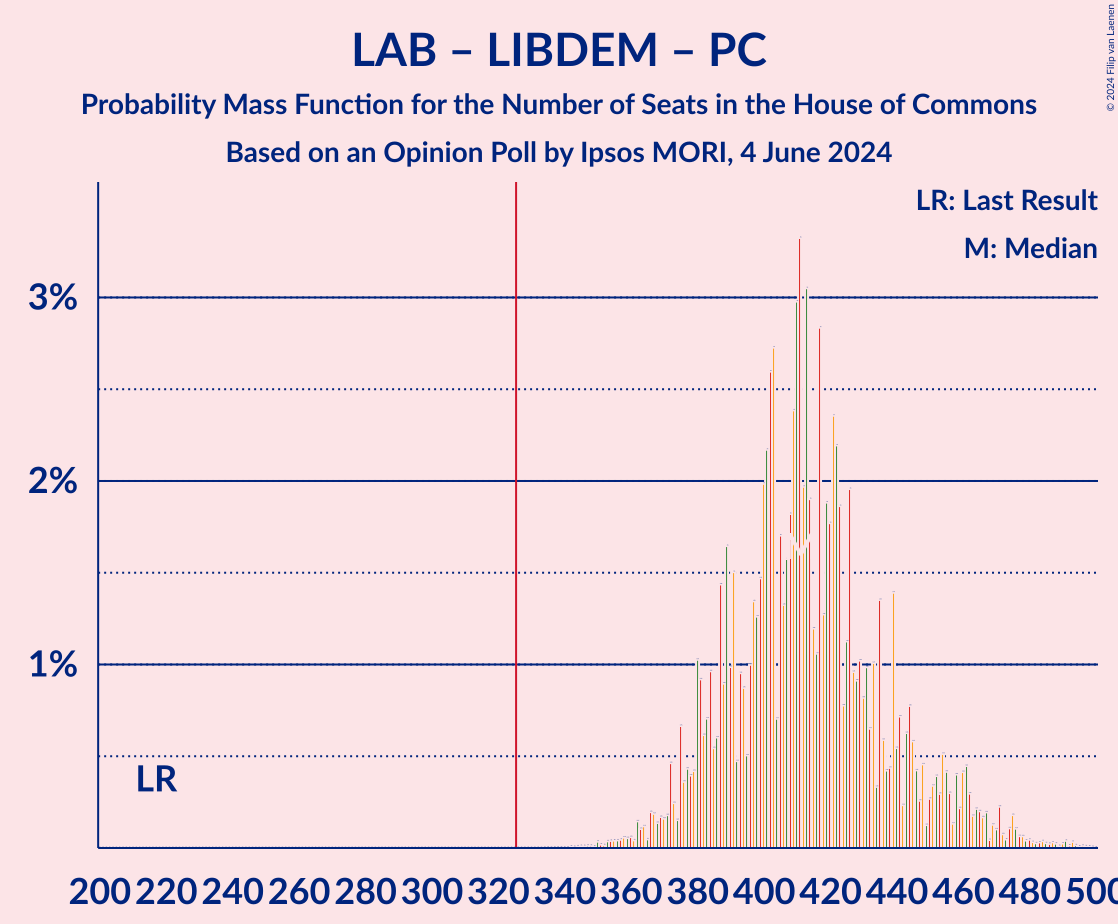 LAB – LIBDEM – PC
Probability Mass Function for the Number of Seats in the House of Commons
Based on an Opinion Poll by Ipsos MORI, 4 June 2024
© 2024 Filip van Laenen
LR: Last Result
M: Median
3%
2%
1%
LR
M
200 220 240 260 280 300 320 340 360 380 400 420 440 460 480 500